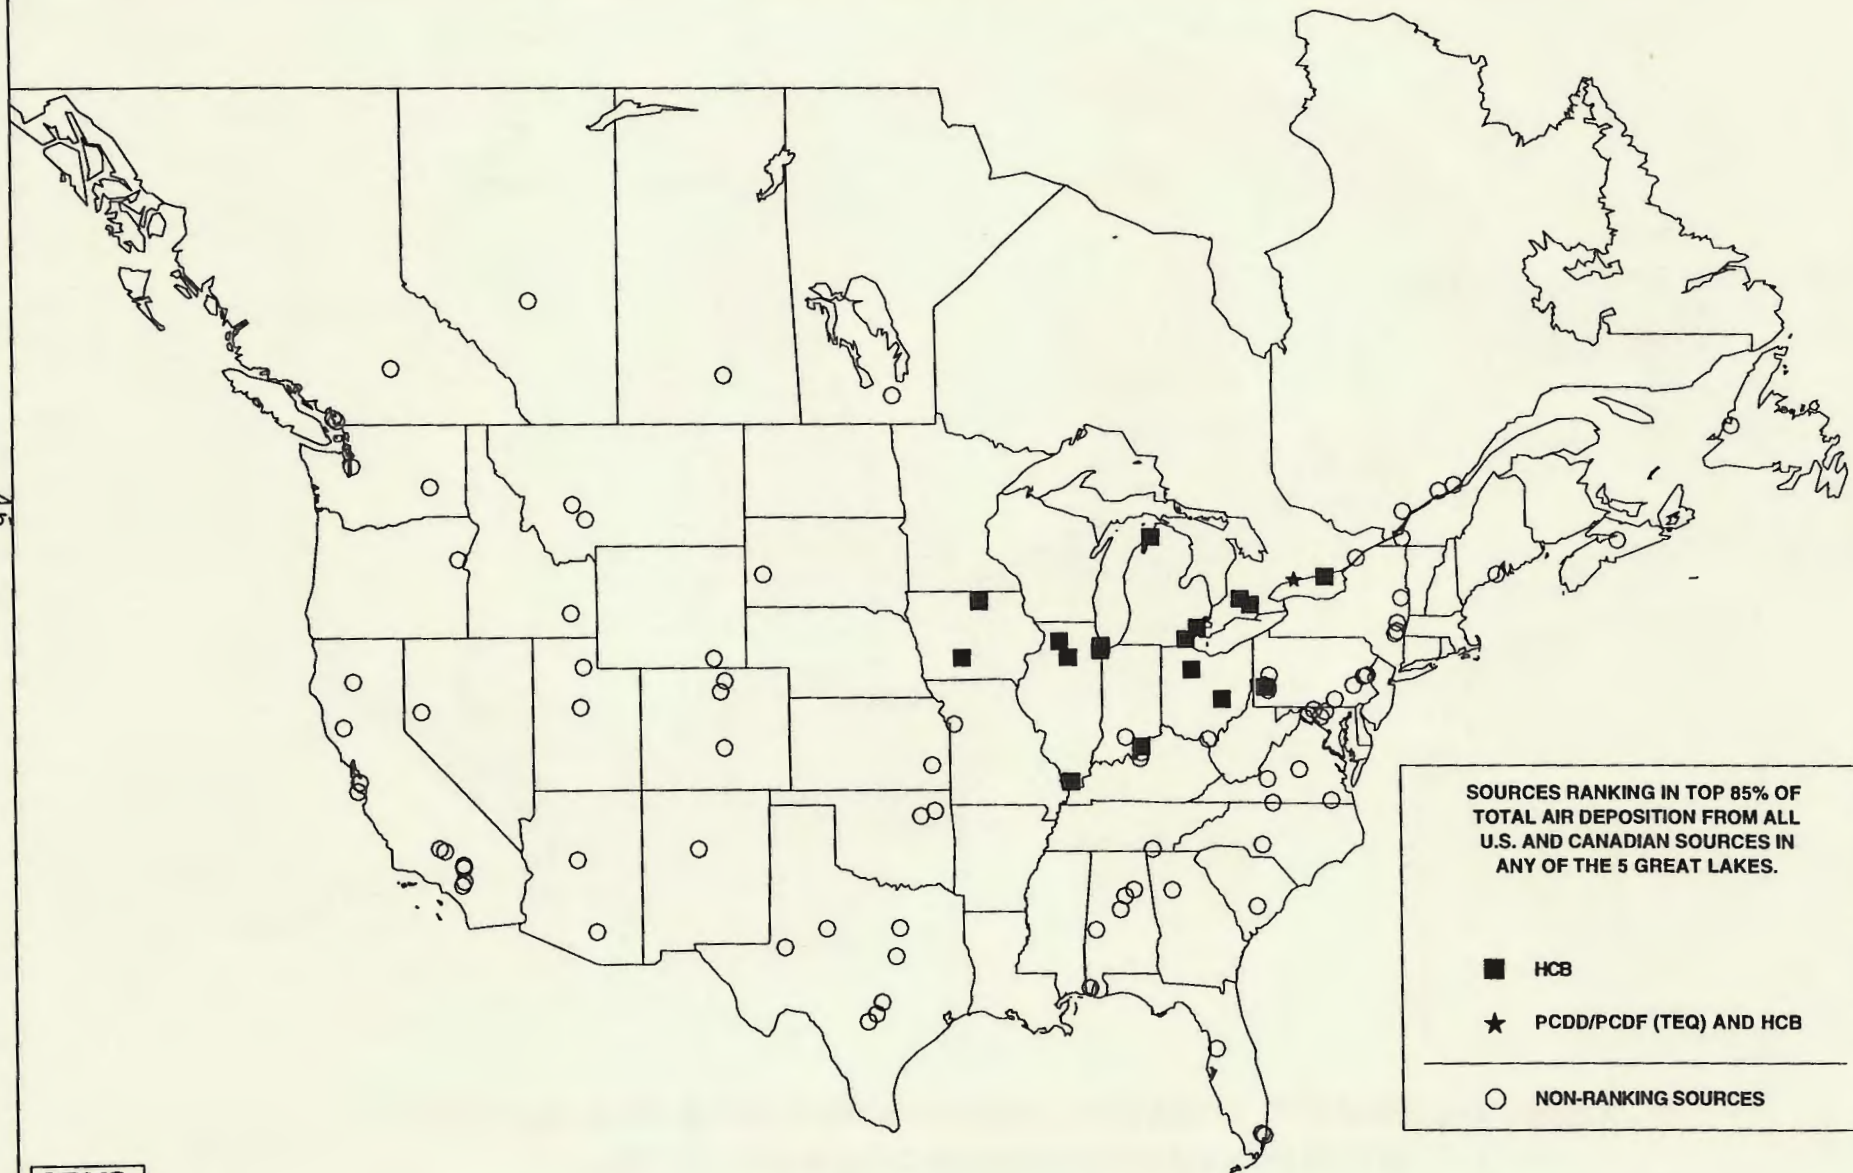 SOURCES RANKING IN TOP 85% OF
TOTAL AIR DEPOSITION FROM ALL
U.S. AND CANADIAN SOURCES IN
ANY OF THE 5 GREAT LAKES.
HCB
PCDD/PCDF (TEQ) AND HCB
NON-RANKING SOURCES